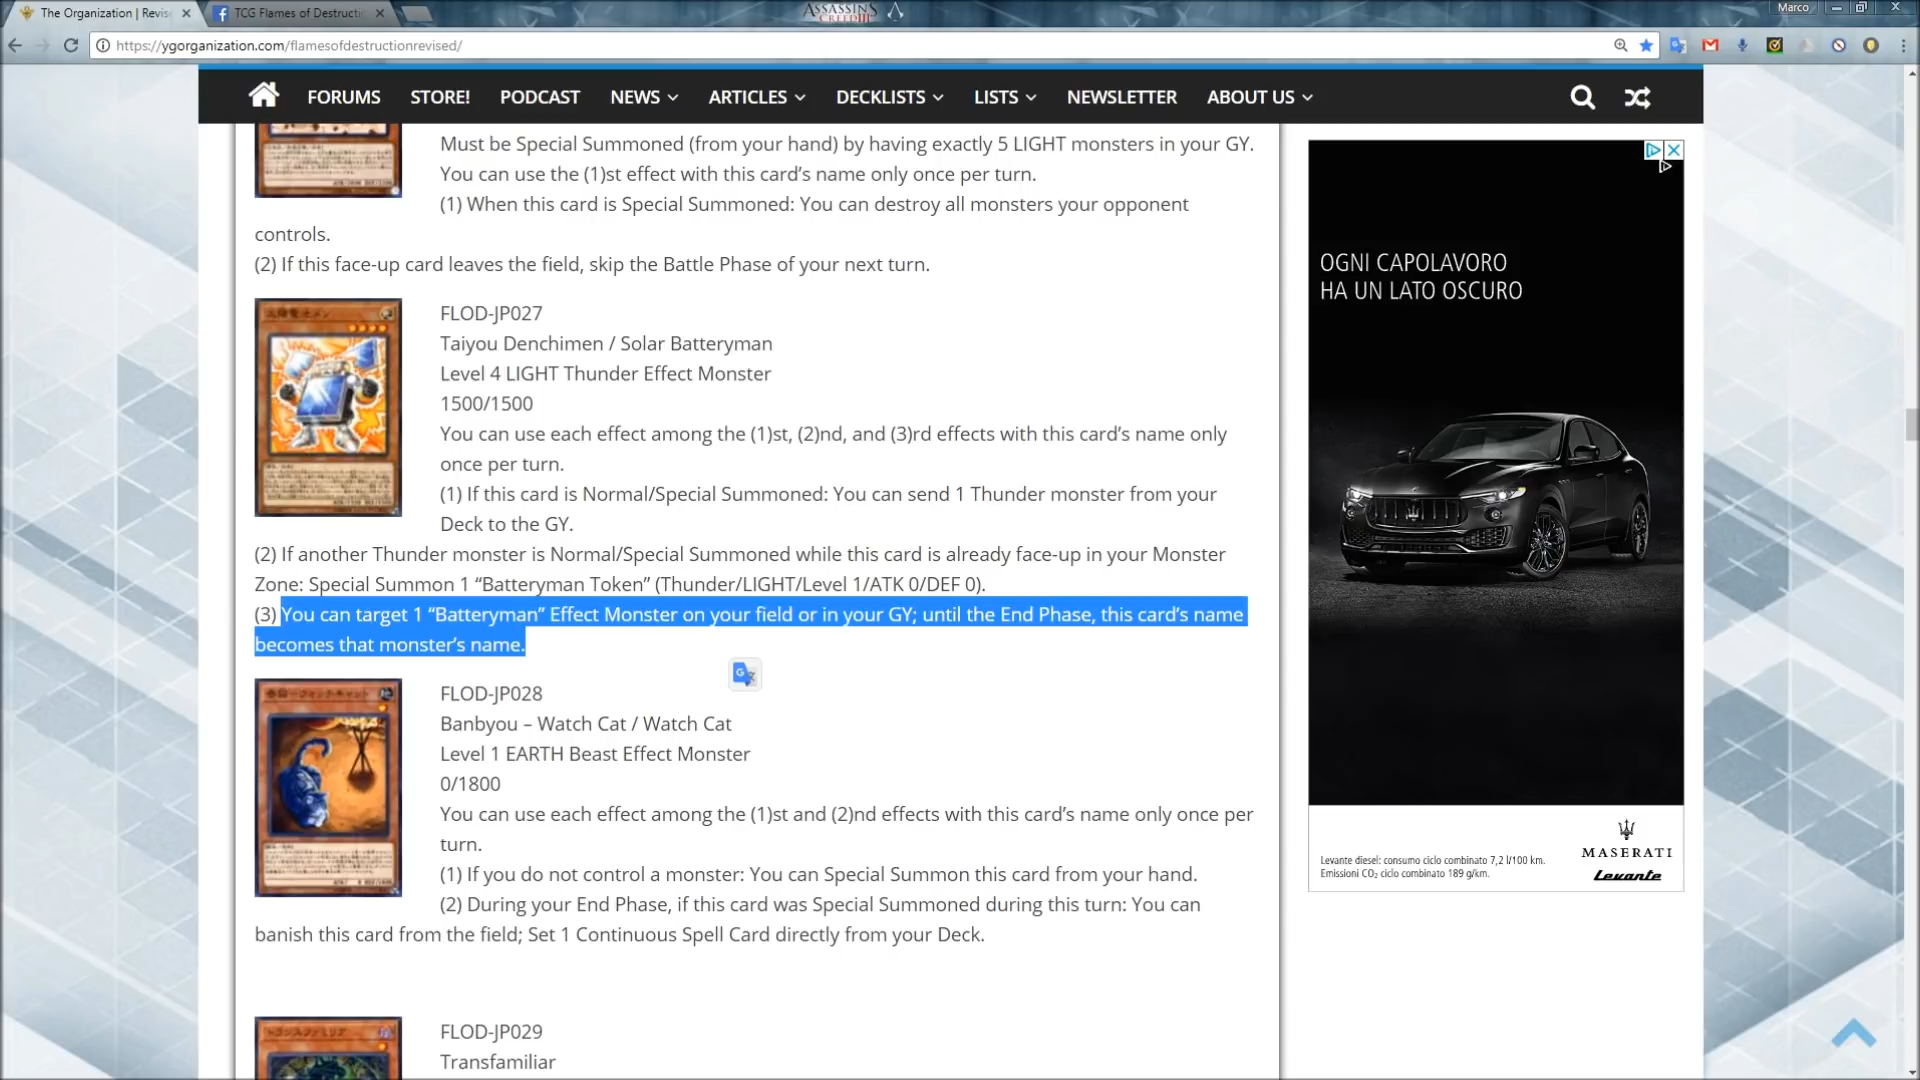 The Organization | Revis
TCG Flames of Destructi
ASSASSIN'S
CREED III
Marco
https://ygorganization.com/flamesofdestructionrevised/
FORUMS STORE! PODCAST NEWS ARTICLES DECKLISTS LISTS NEWSLETTER ABOUT US
Must be Special Summoned (from your hand) by having exactly 5 LIGHT monsters in your GY.
You can use the (1)st effect with this card’s name only once per turn.
(1) When this card is Special Summoned: You can destroy all monsters your opponent
controls.
(2) If this face-up card leaves the field, skip the Battle Phase of your next turn.
FLOD-JP027
Taiyou Denchimen / Solar Batteryman
Level 4 LIGHT Thunder Effect Monster
1500/1500
You can use each effect among the (1)st, (2)nd, and (3)rd effects with this card’s name only
once per turn.
(1) If this card is Normal/Special Summoned: You can send 1 Thunder monster from your
Deck to the GY.
(2) If another Thunder monster is Normal/Special Summoned while this card is already face-up in your Monster
Zone: Special Summon 1 “Batteryman Token” (Thunder/LIGHT/Level 1/ATK 0/DEF 0).
(3) You can target 1 “Batteryman” Effect Monster on your field or in your GY; until the End Phase, this card’s name
becomes that monster’s name.
FLOD-JP028
Banbyou – Watch Cat / Watch Cat
Level 1 EARTH Beast Effect Monster
0/1800
You can use each effect among the (1)st and (2)nd effects with this card’s name only once per
turn.
(1) If you do not control a monster: You can Special Summon this card from your hand.
(2) During your End Phase, if this card was Special Summoned during this turn: You can
banish this card from the field; Set 1 Continuous Spell Card directly from your Deck.
FLOD-JP029
Transfamiliar
OGNI CAPOLAVORO
HA UN LATO OSCURO
Levante diesel: consumo ciclo combinato 7,2 l/100 km.
Emissioni CO₂ ciclo combinato 189 g/km.
MASERATI
Levante